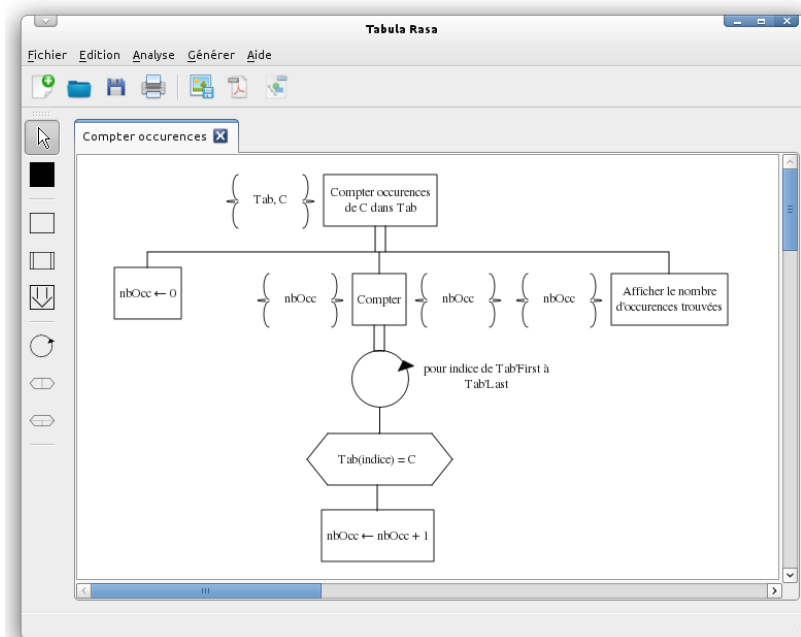 Tabula Rasa
Fichier Edition Analyse Générer Aide
Compter occurences
Tab, C
Compter occurences
de C dans Tab
nbOcc ← 0
nbOcc
Compter
nbOcc
nbOcc
Afficher le nombre
d'occurences trouvées
pour indice de Tab'First à
Tab'Last
Tab(indice) = C
nbOcc ← nbOcc + 1